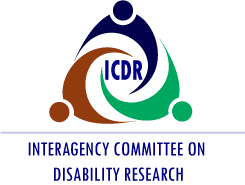 ICDR
INTERAGENCY COMMITTEE ON
DISABILITY RESEARCH